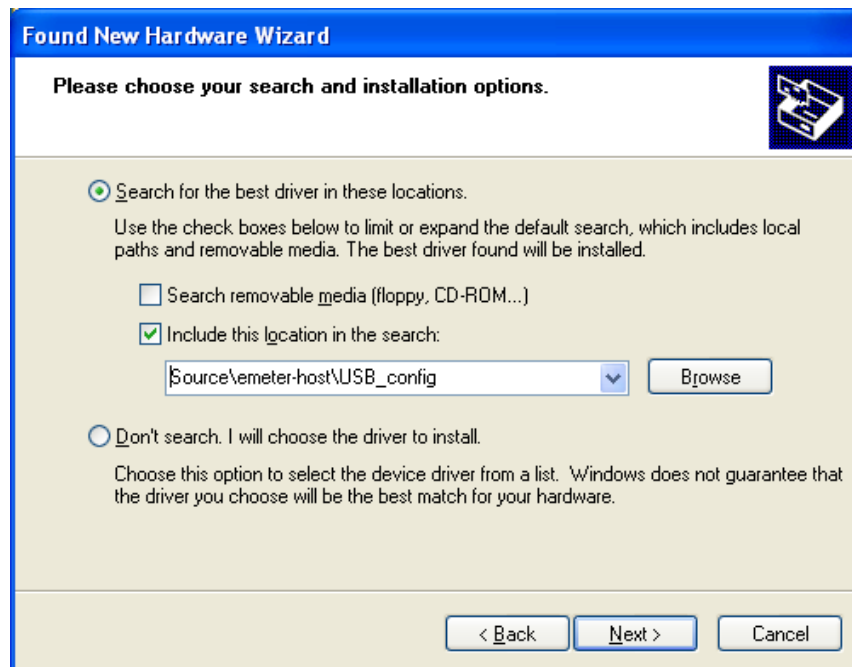 Found New Hardware Wizard
Please choose your search and installation options.
Search for the best driver in these locations.
Use the check boxes below to limit or expand the default search, which includes local
paths and removable media. The best driver found will be installed.
Search removable media (floppy, CD-ROM...)
Include this location in the search:
Source\emeter-host\USB_config
Browse
Don't search. I will choose the driver to install.
Choose this option to select the device driver from a list. Windows does not guarantee that
the driver you choose will be the best match for your hardware.
< Back Next > Cancel